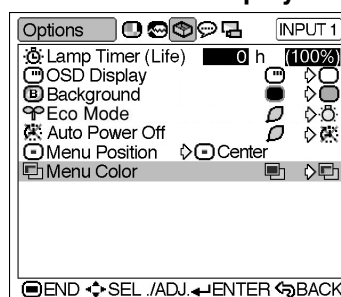 Options INPUT 1
Lamp Timer (Life) 0 h (100%)
OSD Display
B Background
Eco Mode
Auto Power Off
Menu Position Center
Menu Color
END SEL./ADJ. ENTER BACK